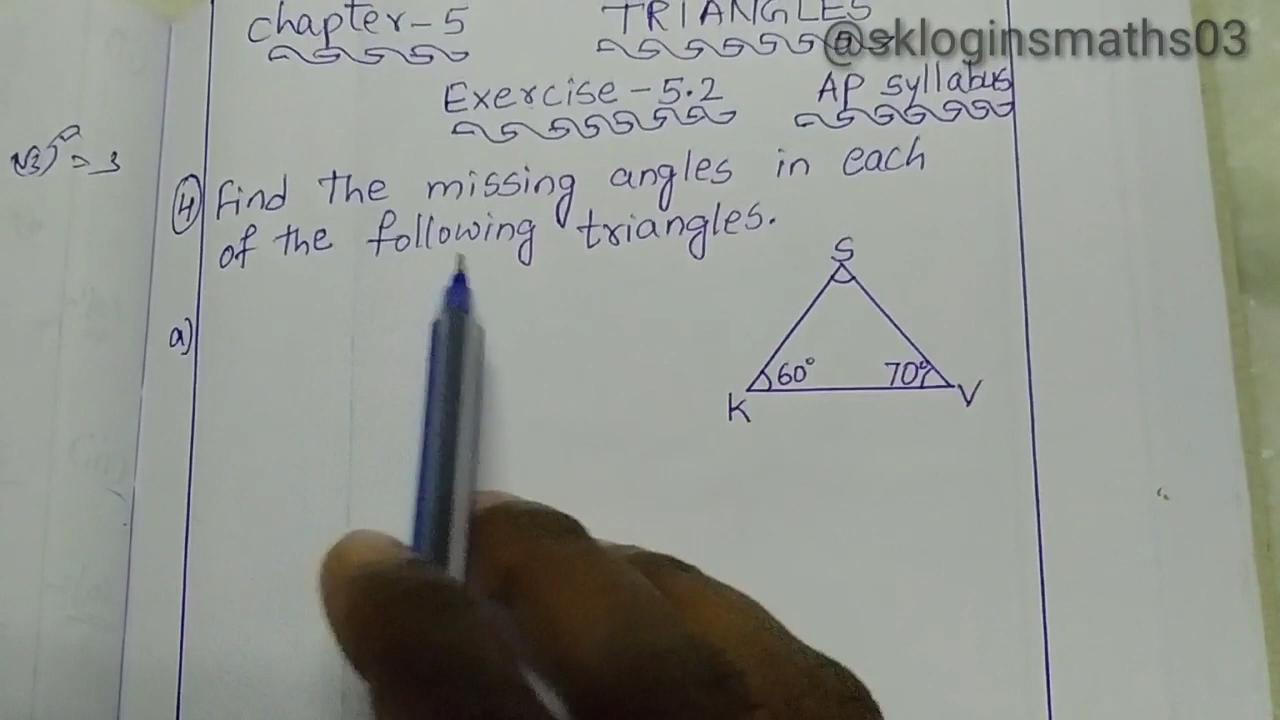 @skloginsmaths03
chapter-5 TRIANGLES
Exercise-5.2 AP syllabus
(√3)² = 3
④ Find the missing angles in each
of the following triangles.
a)
S
60° 70°
K V